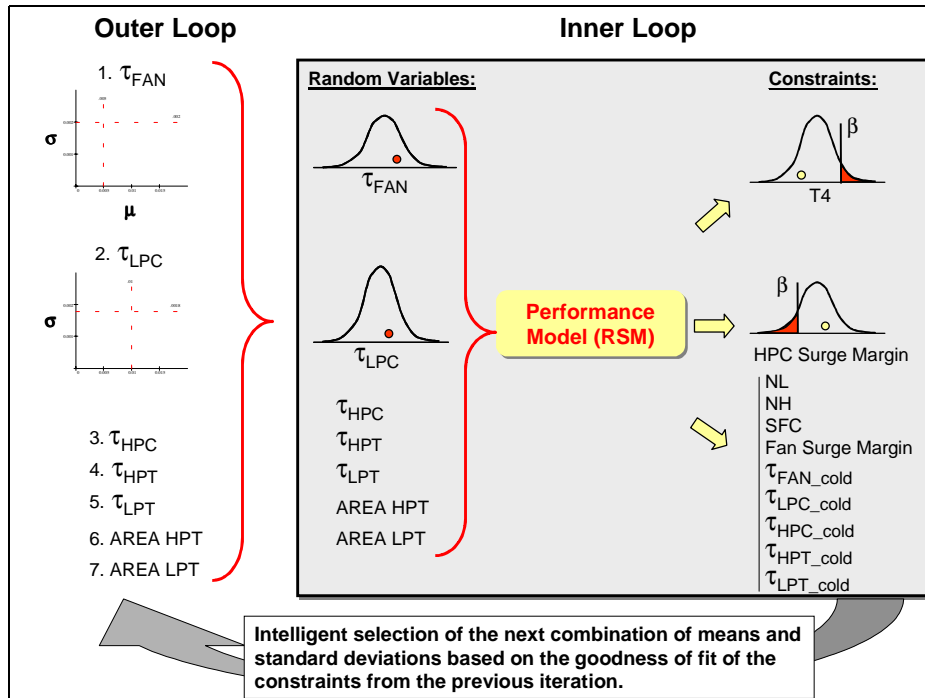 Outer Loop
Inner Loop
1. τFAN
σ
μ
2. τLPC
σ
3. τHPC
4. τHPT
5. τLPT
6. AREA HPT
7. AREA LPT
Random Variables:
τFAN
τLPC
τHPC
τHPT
τLPT
AREA HPT
AREA LPT
Performance
Model (RSM)
Constraints:
β
T4
β
HPC Surge Margin
NL
NH
SFC
Fan Surge Margin
τFAN_cold
τLPC_cold
τHPC_cold
τHPT_cold
τLPT_cold
Intelligent selection of the next combination of means and
standard deviations based on the goodness of fit of the
constraints from the previous iteration.